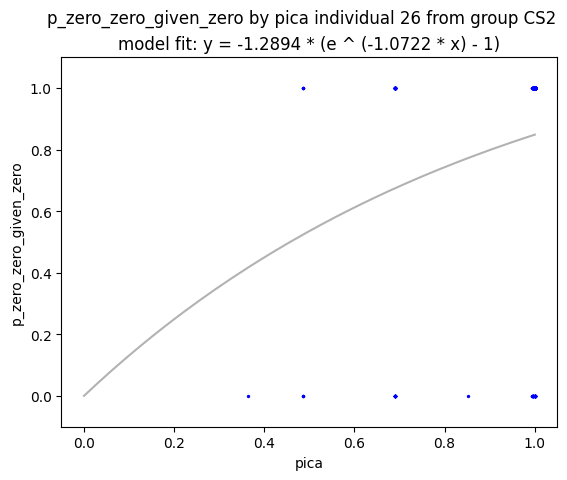 p_zero_zero_given_zero by pica individual 26 from group CS2
model fit: y = -1.2894 * (e ^ (-1.0722 * x) - 1)
1.0
0.8
0.6
0.4
0.2
0.0
p_zero_zero_given_zero
0.0 0.2 0.4 0.6 0.8 1.0
pica